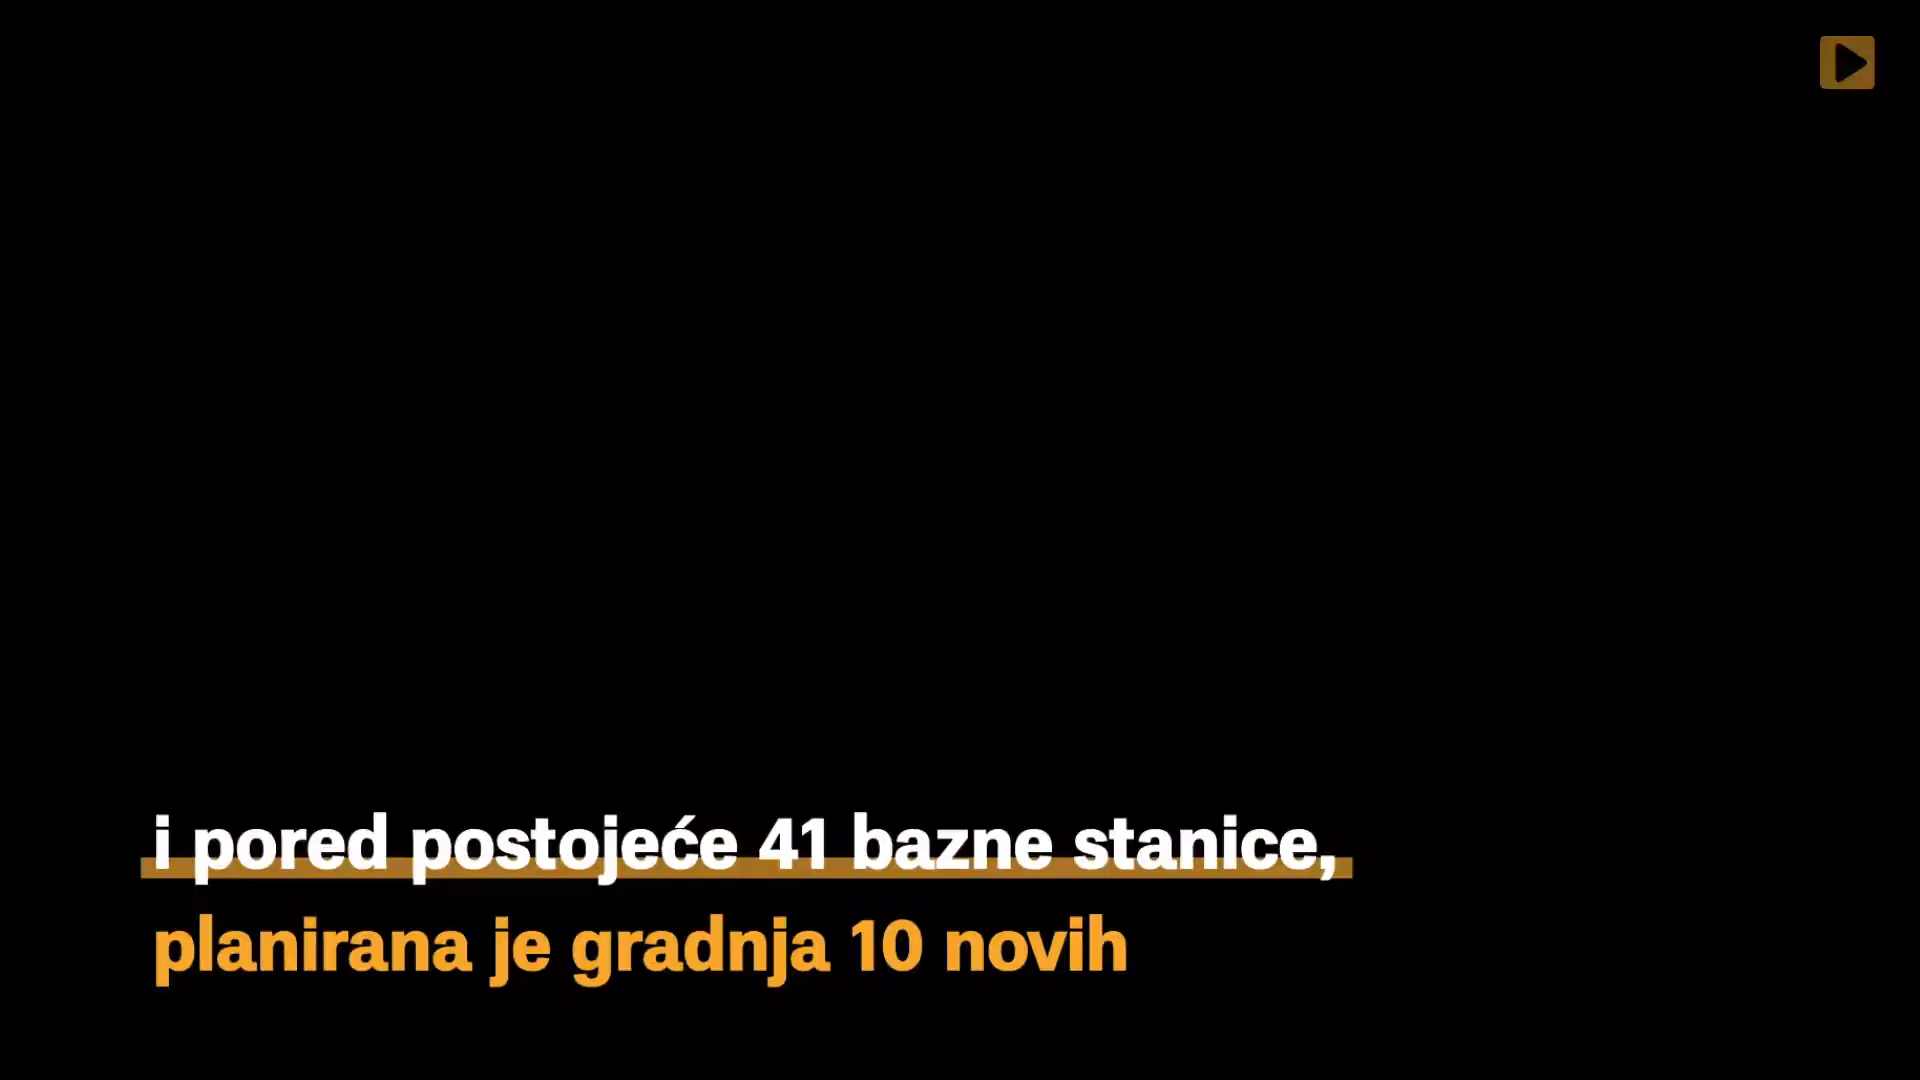 i pored postojeće 41 bazne stanice,
planirana je gradnja 10 novih